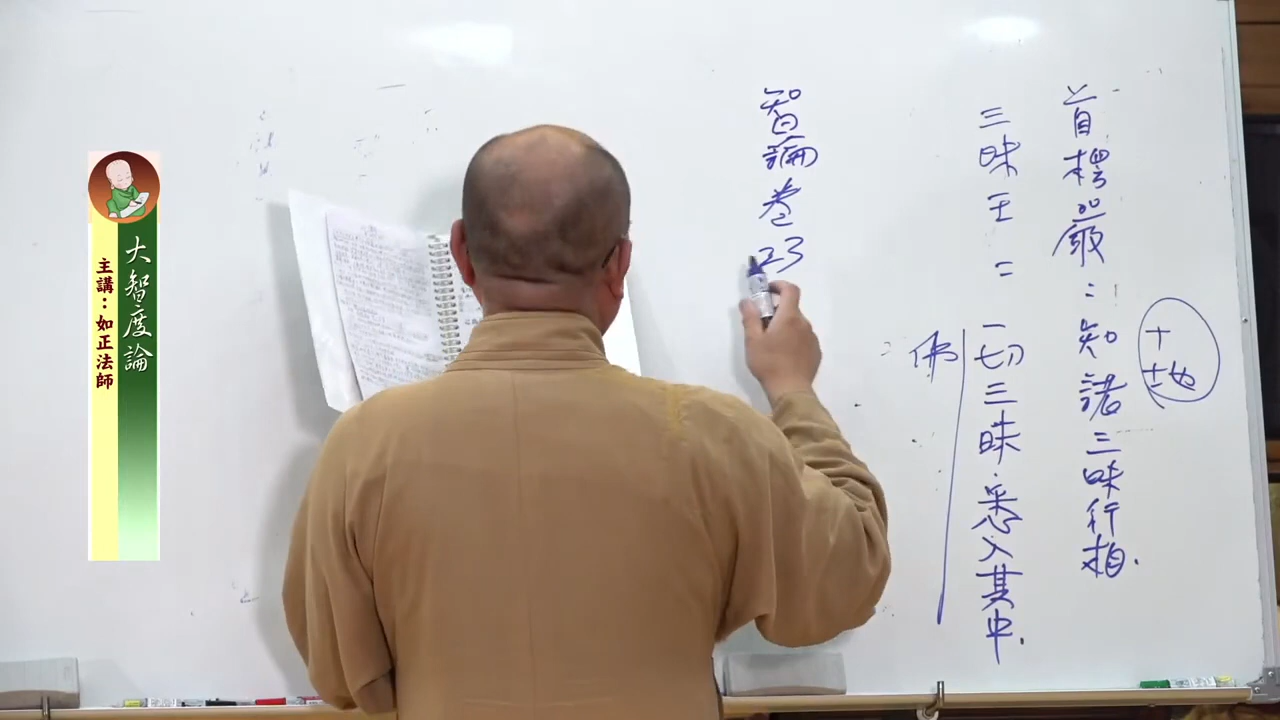 十地
首楞嚴:知諸三昧行相.
三昧王=一切三昧.悉入其中.
佛
智論卷23
大智度論
主講:如正法師